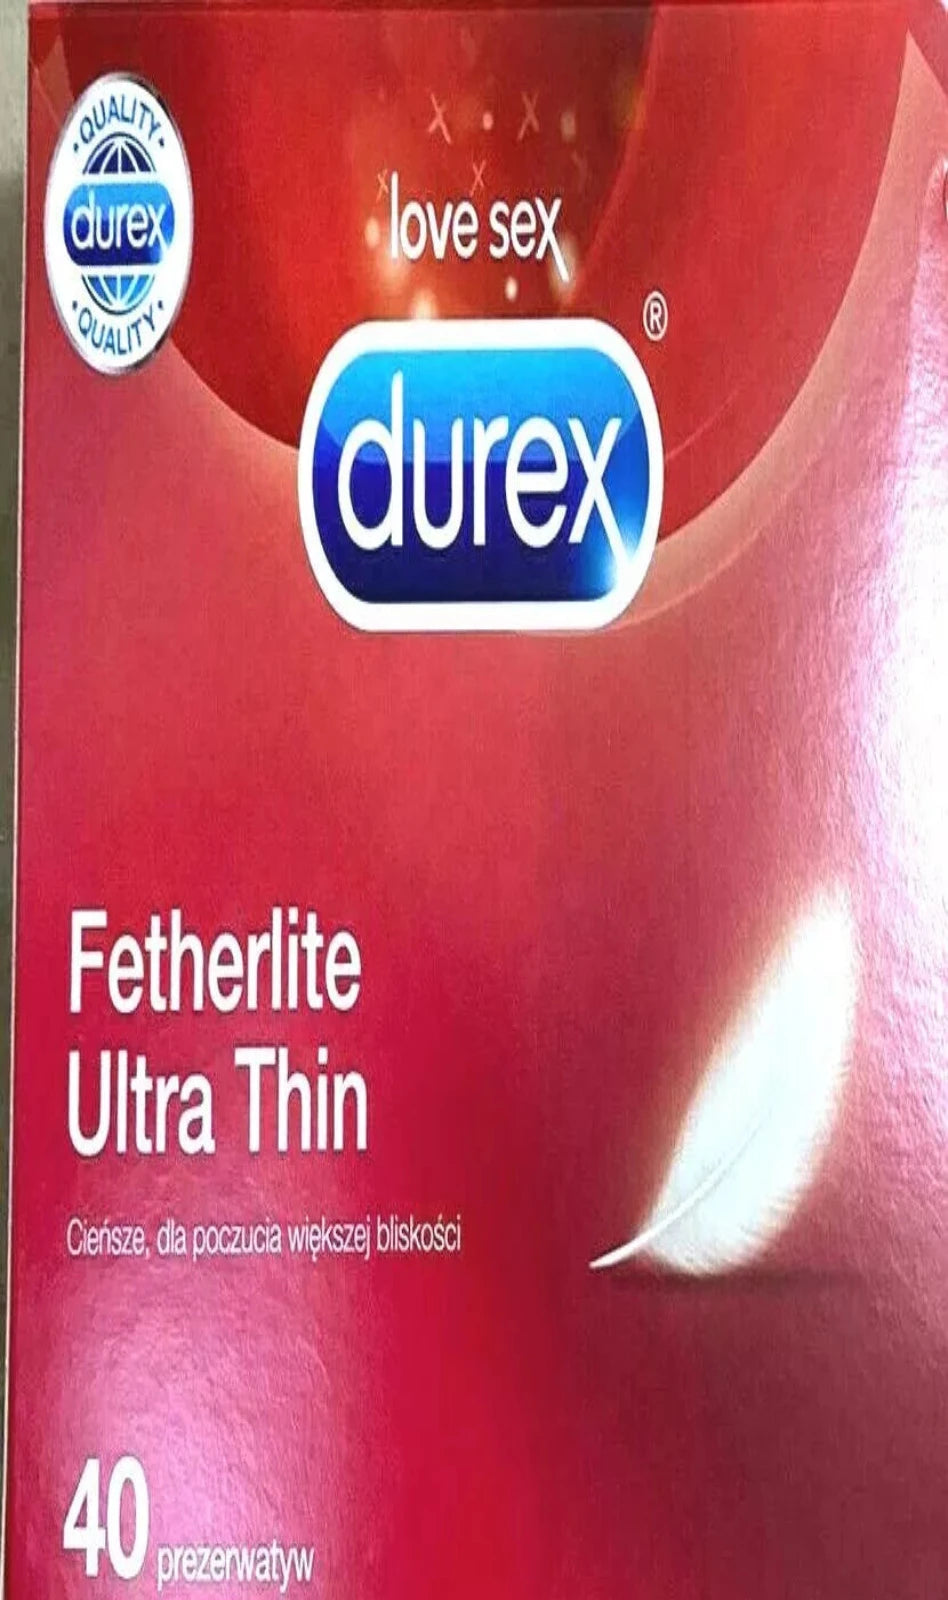 QUALITY
durex
QUALITY
love sex
durex®
Fetherlite
Ultra Thin
Cieńsze, dla poczucia większej bliskości
40 prezerwatyw